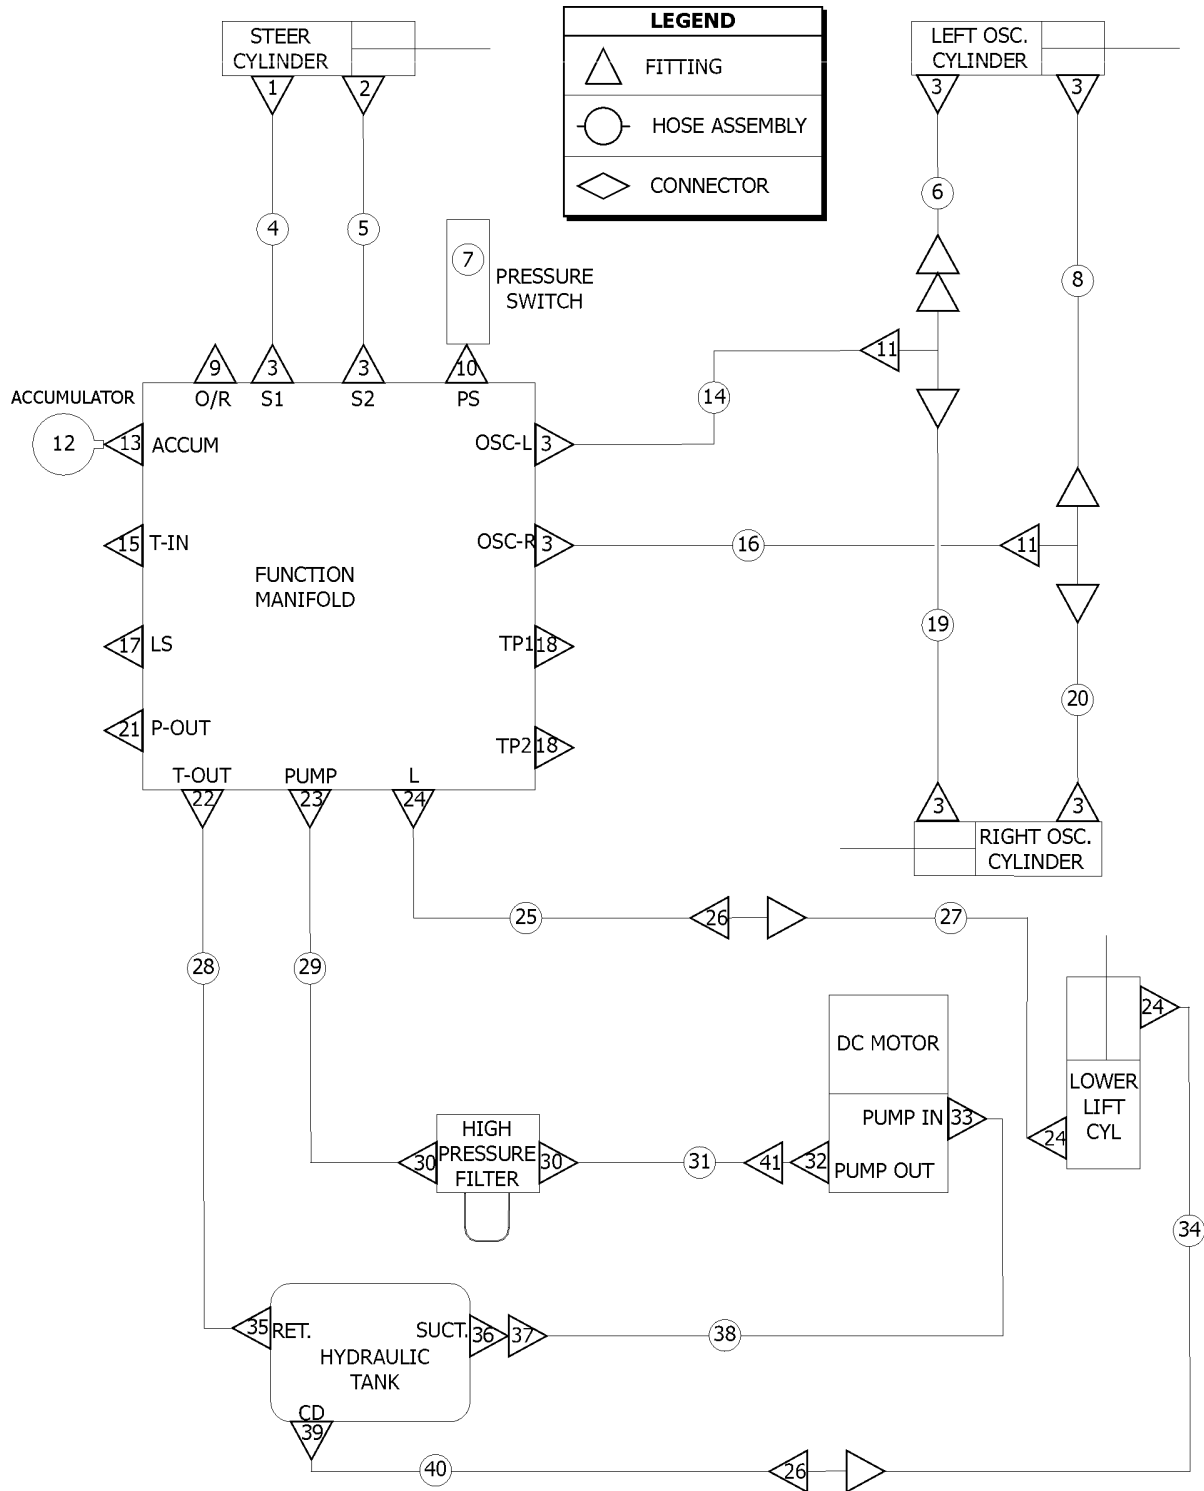 STEER
CYLINDER
LEGEND
FITTING
HOSE ASSEMBLY
CONNECTOR
LEFT OSC.
CYLINDER
1
2
3
3
6
4
5
7
PRESSURE
SWITCH
8
11
9
3
3
10
O/R
S1
S2
PS
14
ACCUMULATOR
12
13
ACCUM
OSC-L
3
15
T-IN
OSC-R
3
16
11
FUNCTION
MANIFOLD
19
17
LS
TP1
18
20
21
P-OUT
TP2
18
T-OUT
PUMP
L
22
23
24
3
3
RIGHT OSC.
CYLINDER
25
26
27
28
29
24
DC MOTOR
LOWER
LIFT
CYL
PUMP IN
33
24
HIGH
PRESSURE
FILTER
30
30
31
41
32
PUMP OUT
34
35
RET.
SUCT.
36
37
38
HYDRAULIC
TANK
CD
39
40
26